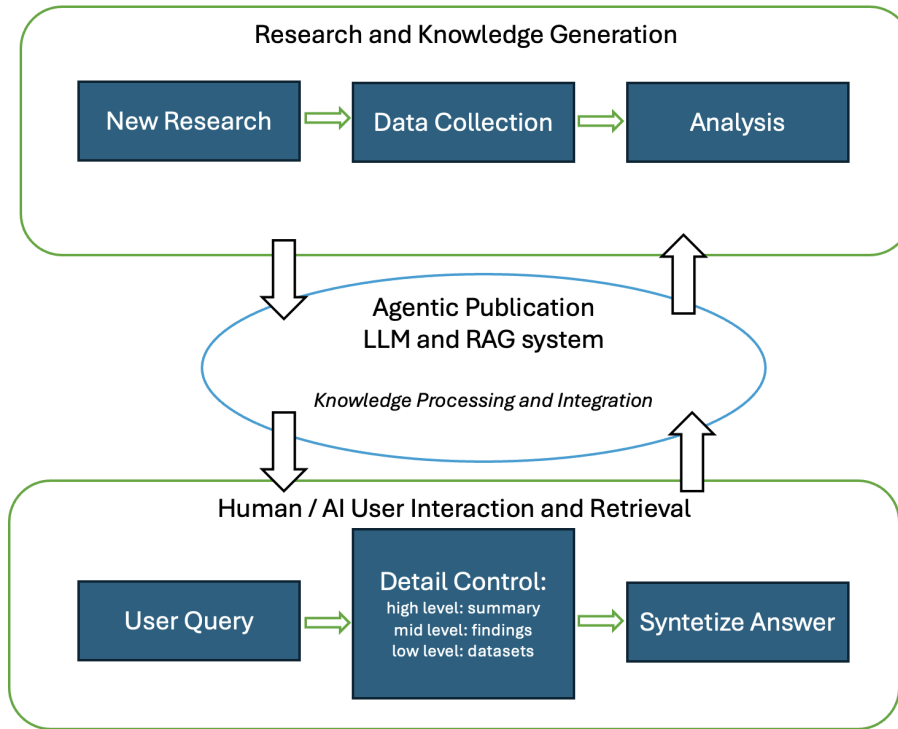 Research and Knowledge Generation
New Research
Data Collection
Analysis
Agentic Publication
LLM and RAG system
Knowledge Processing and Integration
Human / AI User Interaction and Retrieval
User Query
Detail Control:
high level: summary
mid level: findings
low level: datasets
Syntetize Answer